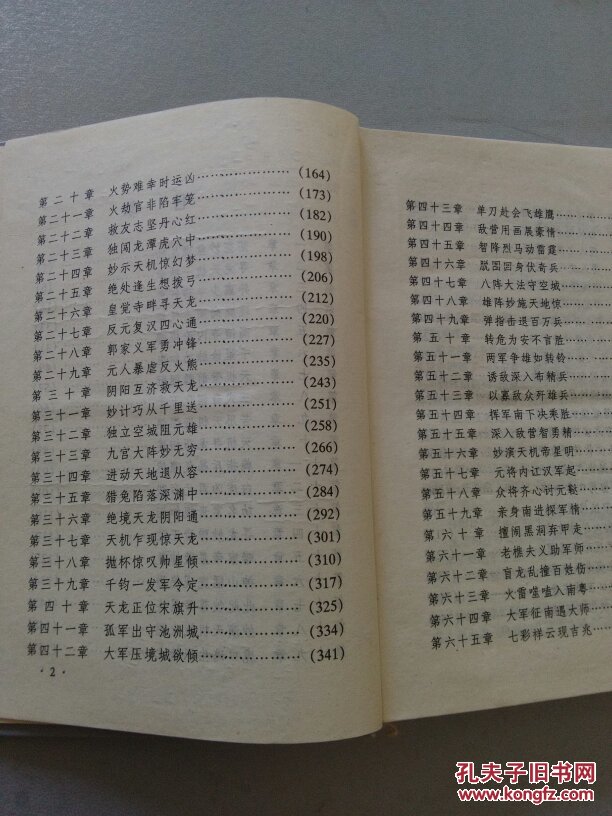 第二十章 火势难幸时运凶………………(164)
第二十一章 火劫官非陷牢笼………………(173)
第二十二章 救友志坚丹心红………………(182)
第二十三章 独闯龙潭虎穴中………………(190)
第二十四章 妙示天机惊幻梦………………(198)
第二十五章 绝处逢生想拨弓………………(206)
第二十六章 皇觉寺畔寻天龙………………(212)
第二十七章 反元复汉四心通………………(220)
第二十八章 郭家义军勇冲锋………………(227)
第二十九章 元人暴虐反火熊………………(235)
第三十章 阴阳互济救天龙………………(243)
第三十一章 妙计巧从千里送………………(251)
第三十二章 独立空城阻元雄………………(258)
第三十三章 九宫大阵妙无穷………………(266)
第三十四章 进动天地退从容………………(274)
第三十五章 猎兔陷落深渊中………………(284)
第三十六章 绝境天龙阴阳通………………(292)
第三十七章 天机乍现惊天龙………………(301)
第三十八章 抛杯惊叹帅星倾………………(310)
第三十九章 千钧一发军令定………………(317)
第四十章 天龙正位宋旗升………………(325)
第四十一章 孤军出守池洲城………………(334)
第四十二章 大军压境城欲倾………………(341)
·2·
第四十三章 单刀赴会飞雄鹰……
第四十四章 敌营用画展豪情……
第四十五章 智降烈马动雷霆……
第四十六章 脱囹囚身伏奇兵……
第四十七章 八阵大法守空城……
第四十八章 雄阵妙施天地惊……
第四十九章 弹指击退百万兵……
第五十章 转危为安不官胜……
第五十一章 两军争雄如转铃……
第五十二章 诱敌深入布精兵……
第五十三章 以寡敌众歼雄兵……
第五十四章 挥军南下决乘胜……
第五十五章 深入敌营智勇精……
第五十六章 妙演天机帝星明……
第五十七章 元将内讧汉军起……
第五十八章 众将齐心讨元鞑……
第五十九章 亲身南进探军情……
第六十章 擅闹黑洞弃甲走……
第六十一章 老樵夫义助军师……
第六十二章 盲龙乱撞百姓伤……
第六十三章 火雷噬嗑入南粤……
第六十四章 大军征南遇大师……
第六十五章 七彩祥云现吉兆……
孔夫子旧书网
www.kongfz.com